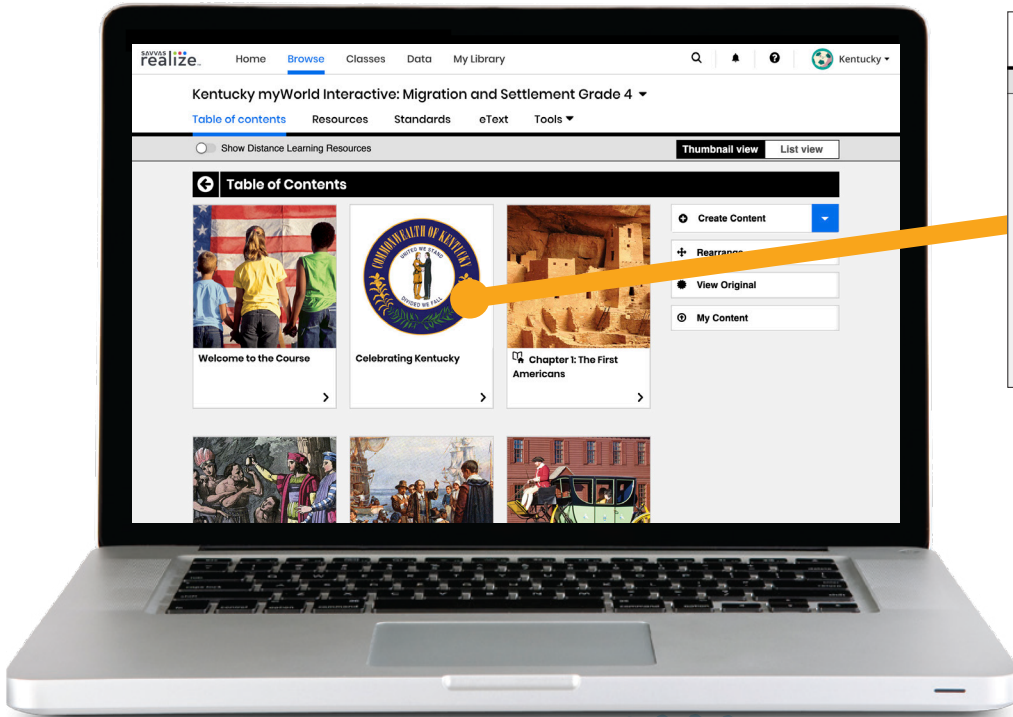 SAVVAS
realize™
Home Browse Classes Data My Library
Kentucky ▾
Kentucky myWorld Interactive: Migration and Settlement Grade 4 ▾
Table of contents Resources Standards eText Tools ▼
Show Distance Learning Resources
Thumbnail view List view
Table of Contents
COMMONWEALTH OF KENTUCKY
UNITED WE STAND
DIVIDED WE FALL
Create Content
View Original
My Content
Welcome to the Course
Celebrating Kentucky
Chapter 1: The First
Americans
command
option